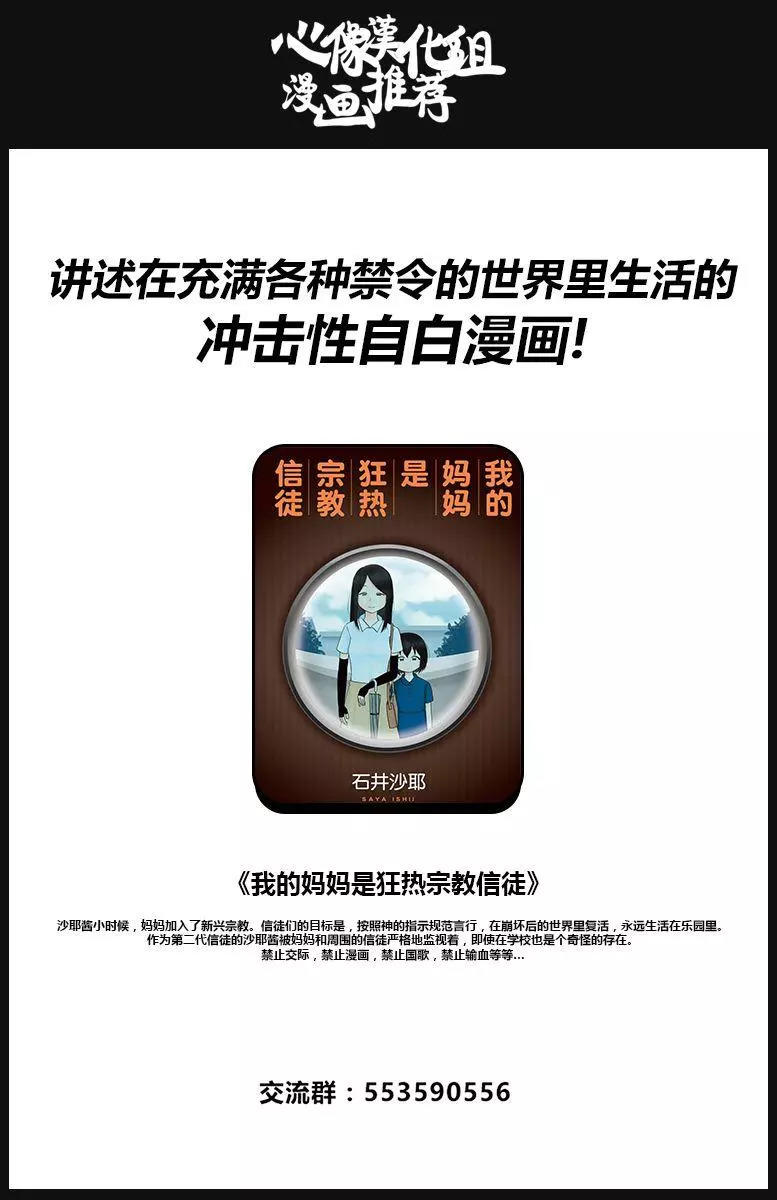 心像漢化组
漫画推荐
讲述在充满各种禁令的世界里生活的
冲击性自白漫画!
我的
妈妈
是
狂热
宗教
信徒
石井沙耶
SAYA ISHII
《我的妈妈是狂热宗教信徒》
沙耶酱小时候，妈妈加入了新兴宗教。信徒们的目标是，按照神的指示规范言行，在崩坏后的世界里复活，永远生活在乐园里。
作为第二代信徒的沙耶酱被妈妈和周围的信徒严格地监视着，即使在学校也是个奇怪的存在。
禁止交际，禁止漫画，禁止国歌，禁止输血等等...
交流群：553590556